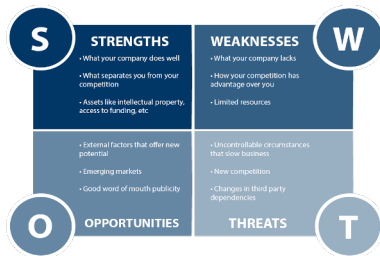 S
STRENGTHS
• What your company does well
• What separates you from your
competition
• Assets like intellectual property,
access to funding, etc
WEAKNESSES
W
• What your company lacks
• How your competition has
advantage over you
• Limited resources
• External factors that offer new
potential
• Emerging markets
• Good word of mouth publicity
O
OPPORTUNITIES
• Uncontrollable circumstances
that slow business
• New competition
• Changes in third party
dependencies
THREATS
T